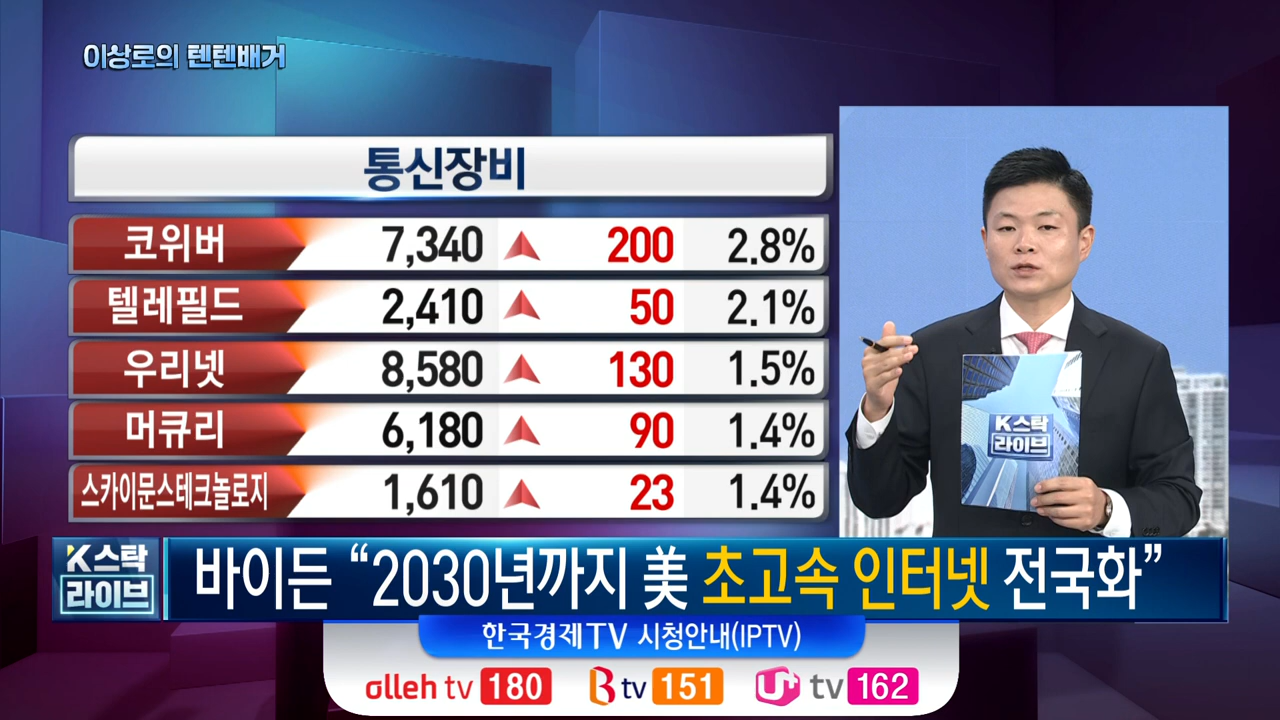 이상로의 텐텐배거
통신장비
코위버 7,340 ▲ 200 2.8%
텔레필드 2,410 ▲ 50 2.1%
우리넷 8,580 ▲ 130 1.5%
머큐리 6,180 ▲ 90 1.4%
스카이문스테크놀로지 1,610 ▲ 23 1.4%
K스탁
라이브
K스탁
라이브
바이든 “2030년까지 美 초고속 인터넷 전국화”
한국경제TV 시청안내(IPTV)
olleh tv 180 B tv 151 U+ tv 162